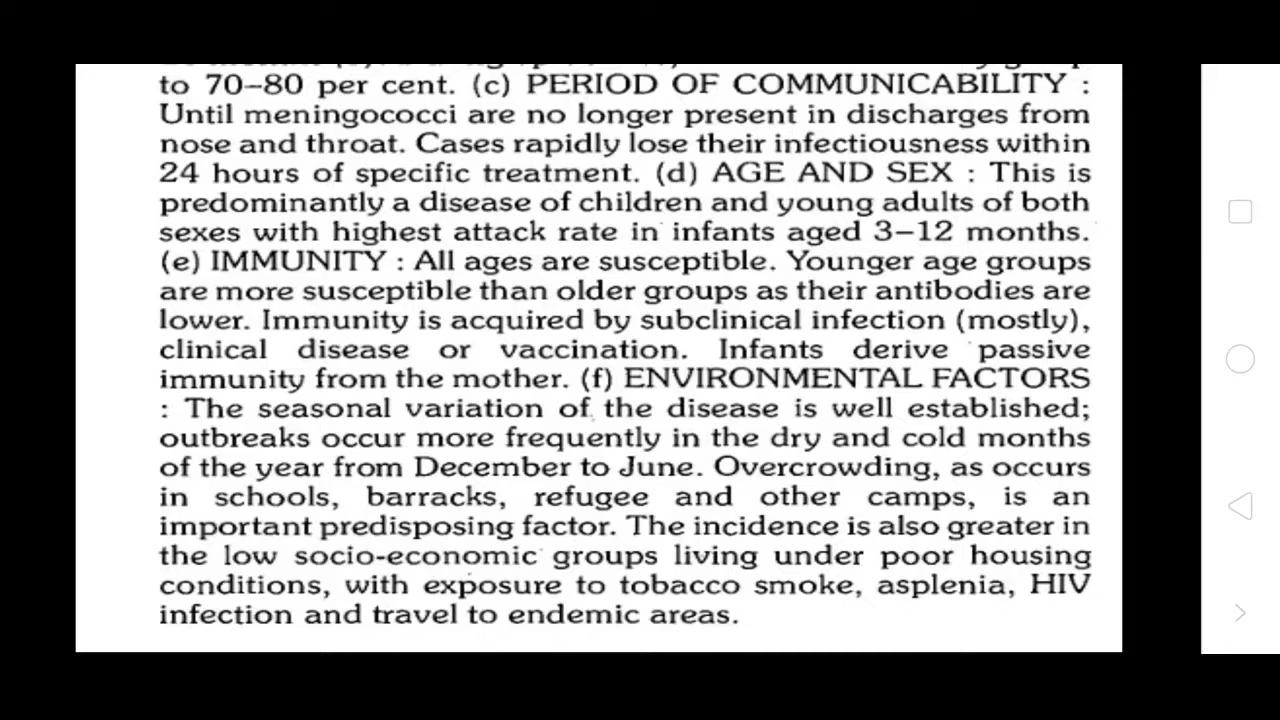 to 70–80 per cent. (c) PERIOD OF COMMUNICABILITY :
Until meningococci are no longer present in discharges from
nose and throat. Cases rapidly lose their infectiousness within
24 hours of specific treatment. (d) AGE AND SEX : This is
predominantly a disease of children and young adults of both
sexes with highest attack rate in infants aged 3–12 months.
(e) IMMUNITY : All ages are susceptible. Younger age groups
are more susceptible than older groups as their antibodies are
lower. Immunity is acquired by subclinical infection (mostly),
clinical disease or vaccination. Infants derive passive
immunity from the mother. (f) ENVIRONMENTAL FACTORS
: The seasonal variation of the disease is well established;
outbreaks occur more frequently in the dry and cold months
of the year from December to June. Overcrowding, as occurs
in schools, barracks, refugee and other camps, is an
important predisposing factor. The incidence is also greater in
the low socio-economic groups living under poor housing
conditions, with exposure to tobacco smoke, asplenia, HIV
infection and travel to endemic areas.